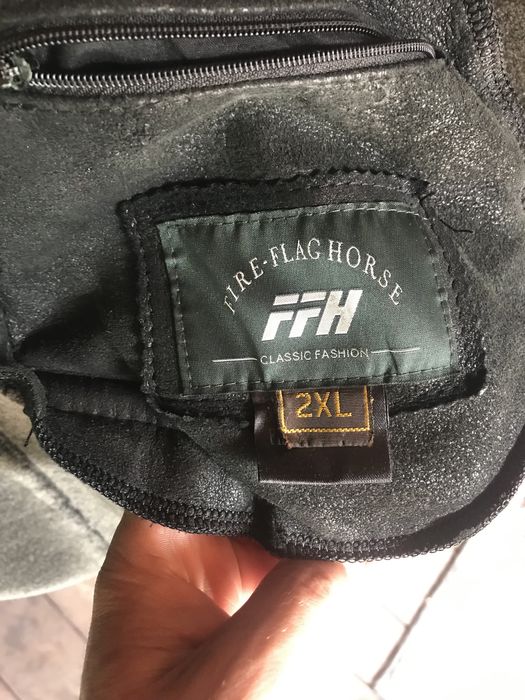 FIRE-FLAG HORSE
FFH
CLASSIC FASHION
2XL